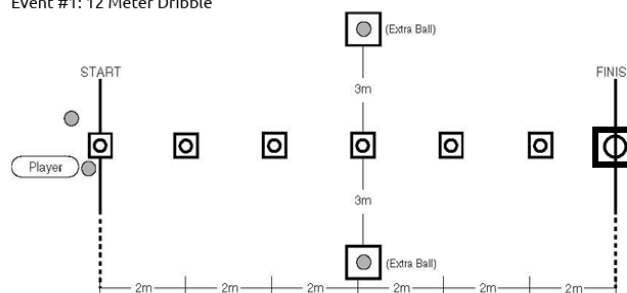 Event #1: 12 Meter Dribble
(Extra Ball)
START
FINIS
3m
Player
3m
(Extra Ball)
2m 2m 2m 2m 2m 2m